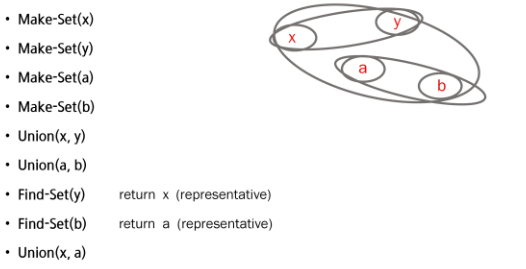 • Make-Set(x)
• Make-Set(y)
• Make-Set(a)
• Make-Set(b)
• Union(x, y)
• Union(a, b)
• Find-Set(y) return x (representative)
• Find-Set(b) return a (representative)
• Union(x, a)
x
y
a
b